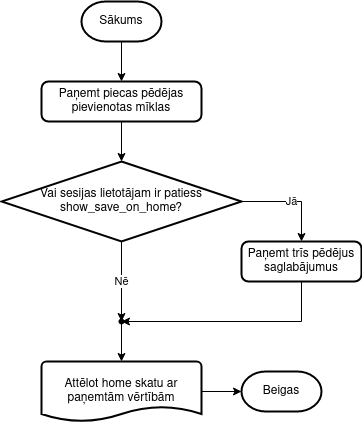 Sākums
Paņemt piecas pēdējas
pievienotas mīklas
Vai sesijas lietotājam ir patiess
show_save_on_home?
Jā
Paņemt trīs pēdējus
saglabājumus
Nē
Attēlot home skatu ar
paņemtām vērtībām
Beigas